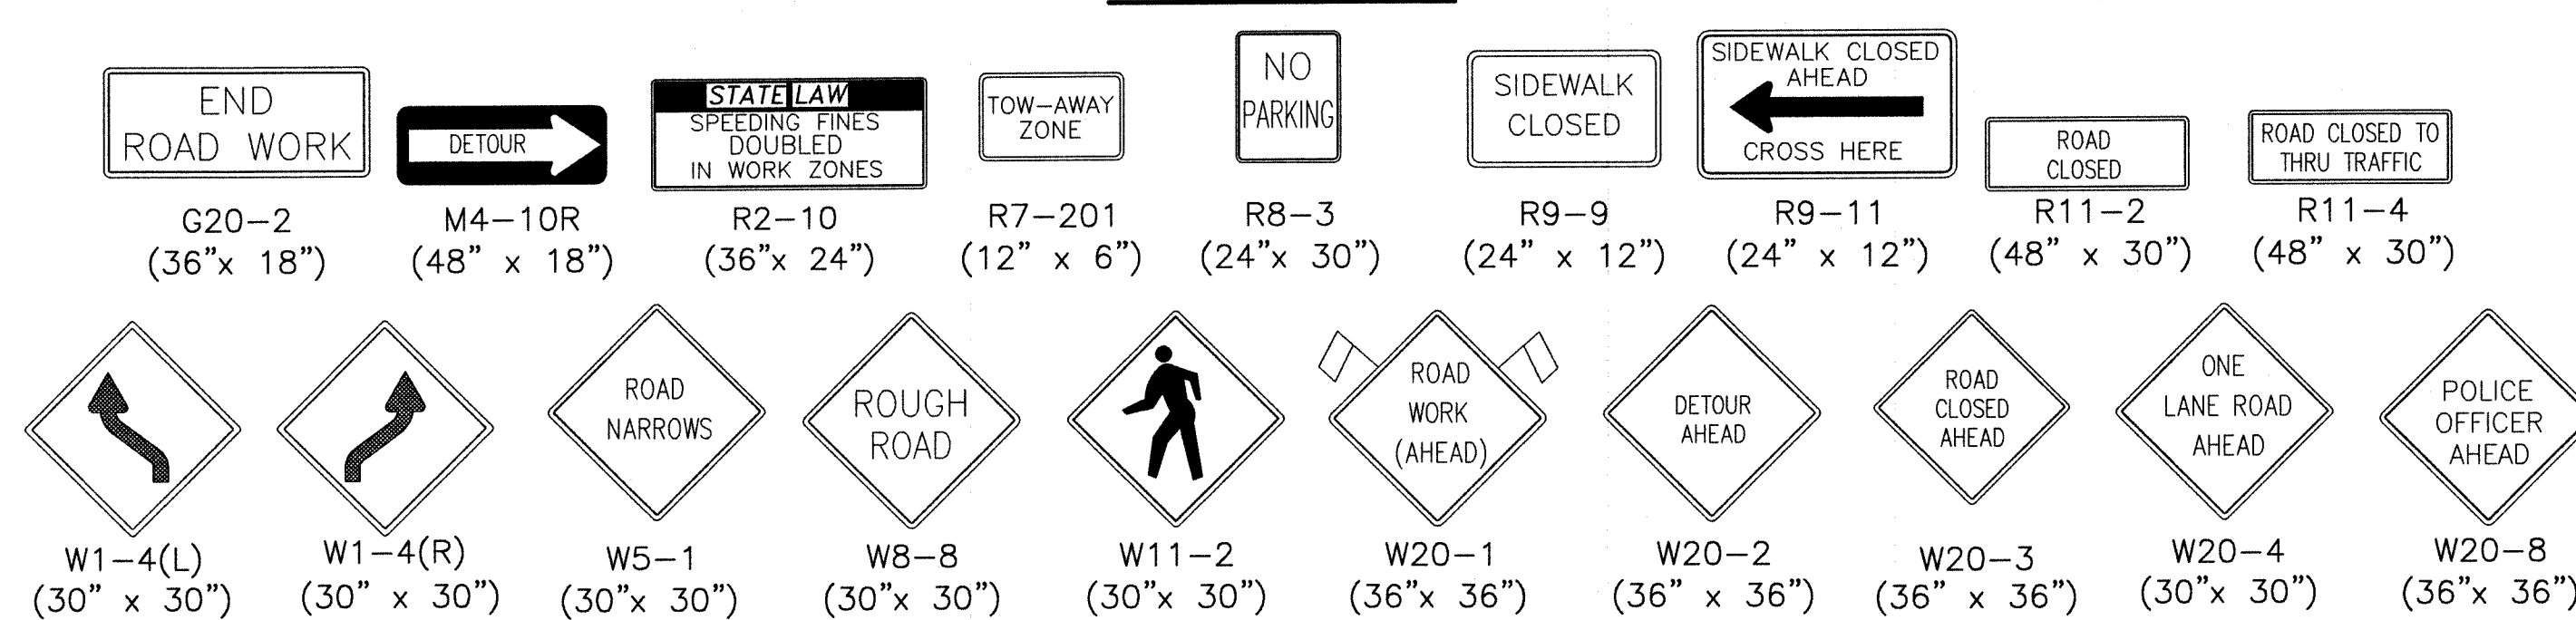 END
ROAD WORK
G20-2
(36"x 18")
DETOUR
M4-10R
(48" x 18")
STATE LAW
SPEEDING FINES
DOUBLED
IN WORK ZONES
R2-10
(36"x 24")
TOW-AWAY
ZONE
R7-201
(12" x 6")
NO
PARKING
R8-3
(24"x 30")
SIDEWALK
CLOSED
R9-9
(24" x 12")
SIDEWALK CLOSED
AHEAD
CROSS HERE
R9-11
(24" x 12")
ROAD
CLOSED
R11-2
(48" x 30")
ROAD CLOSED TO
THRU TRAFFIC
R11-4
(48" x 30")
W1-4(L)
(30" x 30")
W1-4(R)
(30" x 30")
ROAD
NARROWS
W5-1
(30"x 30")
ROUGH
ROAD
W8-8
(30"x 30")
W11-2
(30"x 30")
ROAD
WORK
(AHEAD)
W20-1
(36"x 36")
DETOUR
AHEAD
W20-2
(36" x 36")
ROAD
CLOSED
AHEAD
W20-3
(36" x 36")
ONE
LANE ROAD
AHEAD
W20-4
(30"x 30")
POLICE
OFFICER
AHEAD
W20-8
(36"x 36")